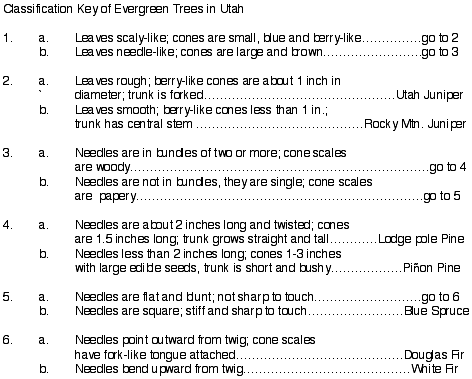 Classification Key of Evergreen Trees in Utah
1. a. Leaves scaly-like; cones are small, blue and berry-like...............go to 2
b. Leaves needle-like; cones are large and brown.........................go to 3
2. a. Leaves rough; berry-like cones are about 1 inch in
` diameter; trunk is forked................................................Utah Juniper
b. Leaves smooth; berry-like cones less than 1 in.;
trunk has central stem ..........................................Rocky Mtn. Juniper
3. a. Needles are in bundles of two or more; cone scales
are woody...........................................................................go to 4
b. Needles are not in bundles, they are single; cone scales
are papery........................................................................go to 5
4. a. Needles are about 2 inches long and twisted; cones
are 1.5 inches long; trunk grows straight and tall............Lodge pole Pine
b. Needles less than 2 inches long; cones 1-3 inches
with large edible seeds, trunk is short and bushy..................Piñon Pine
5. a. Needles are flat and blunt; not sharp to touch...........................go to 6
b. Needles are square; stiff and sharp to touch........................Blue Spruce
6. a. Needles point outward from twig; cone scales
have fork-like tongue attached..........................................Douglas Fir
b. Needles bend upward from twig..........................................White Fir